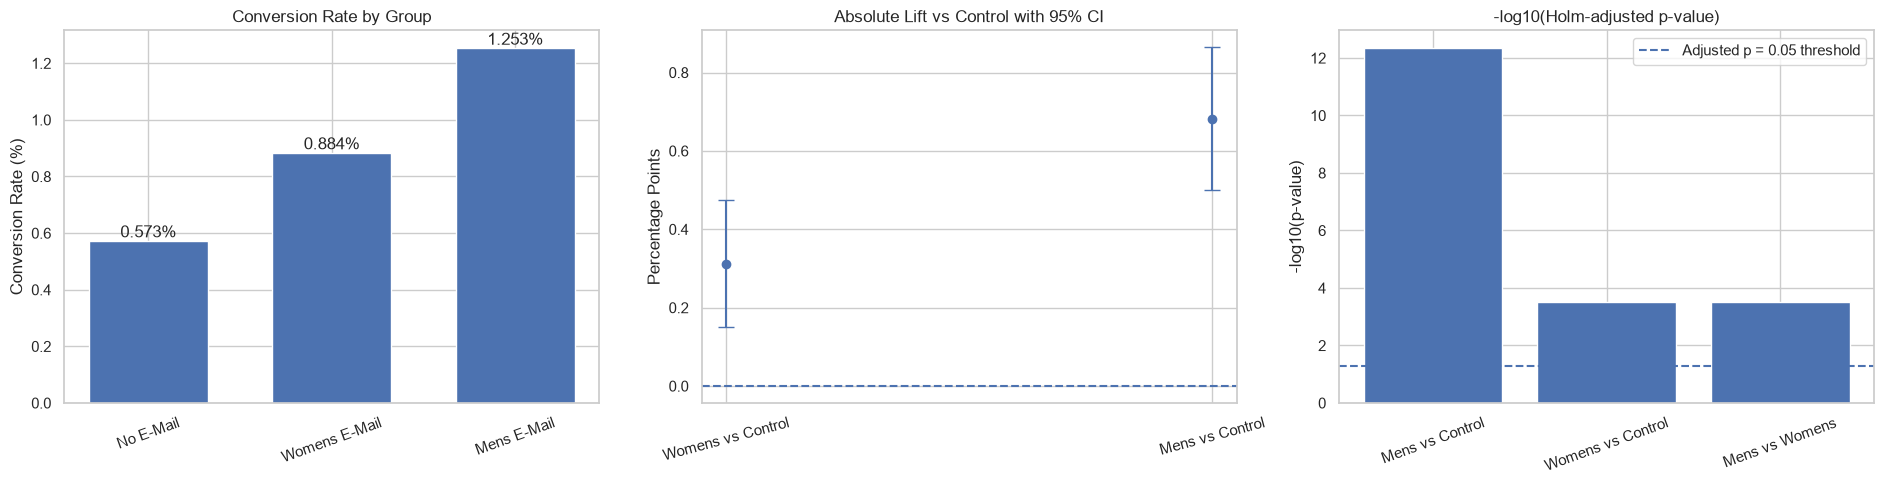 Conversion Rate by Group
Conversion Rate (%)
1.2
1.0
0.8
0.6
0.4
0.2
0.0
0.573%
0.884%
1.253%
No E-Mail
Womens E-Mail
Mens E-Mail
Absolute Lift vs Control with 95% CI
Percentage Points
0.8
0.6
0.4
0.2
0.0
Womens vs Control
Mens vs Control
-log10(Holm-adjusted p-value)
-log10(p-value)
12
10
8
6
4
2
0
Adjusted p = 0.05 threshold
Mens vs Control
Womens vs Control
Mens vs Womens